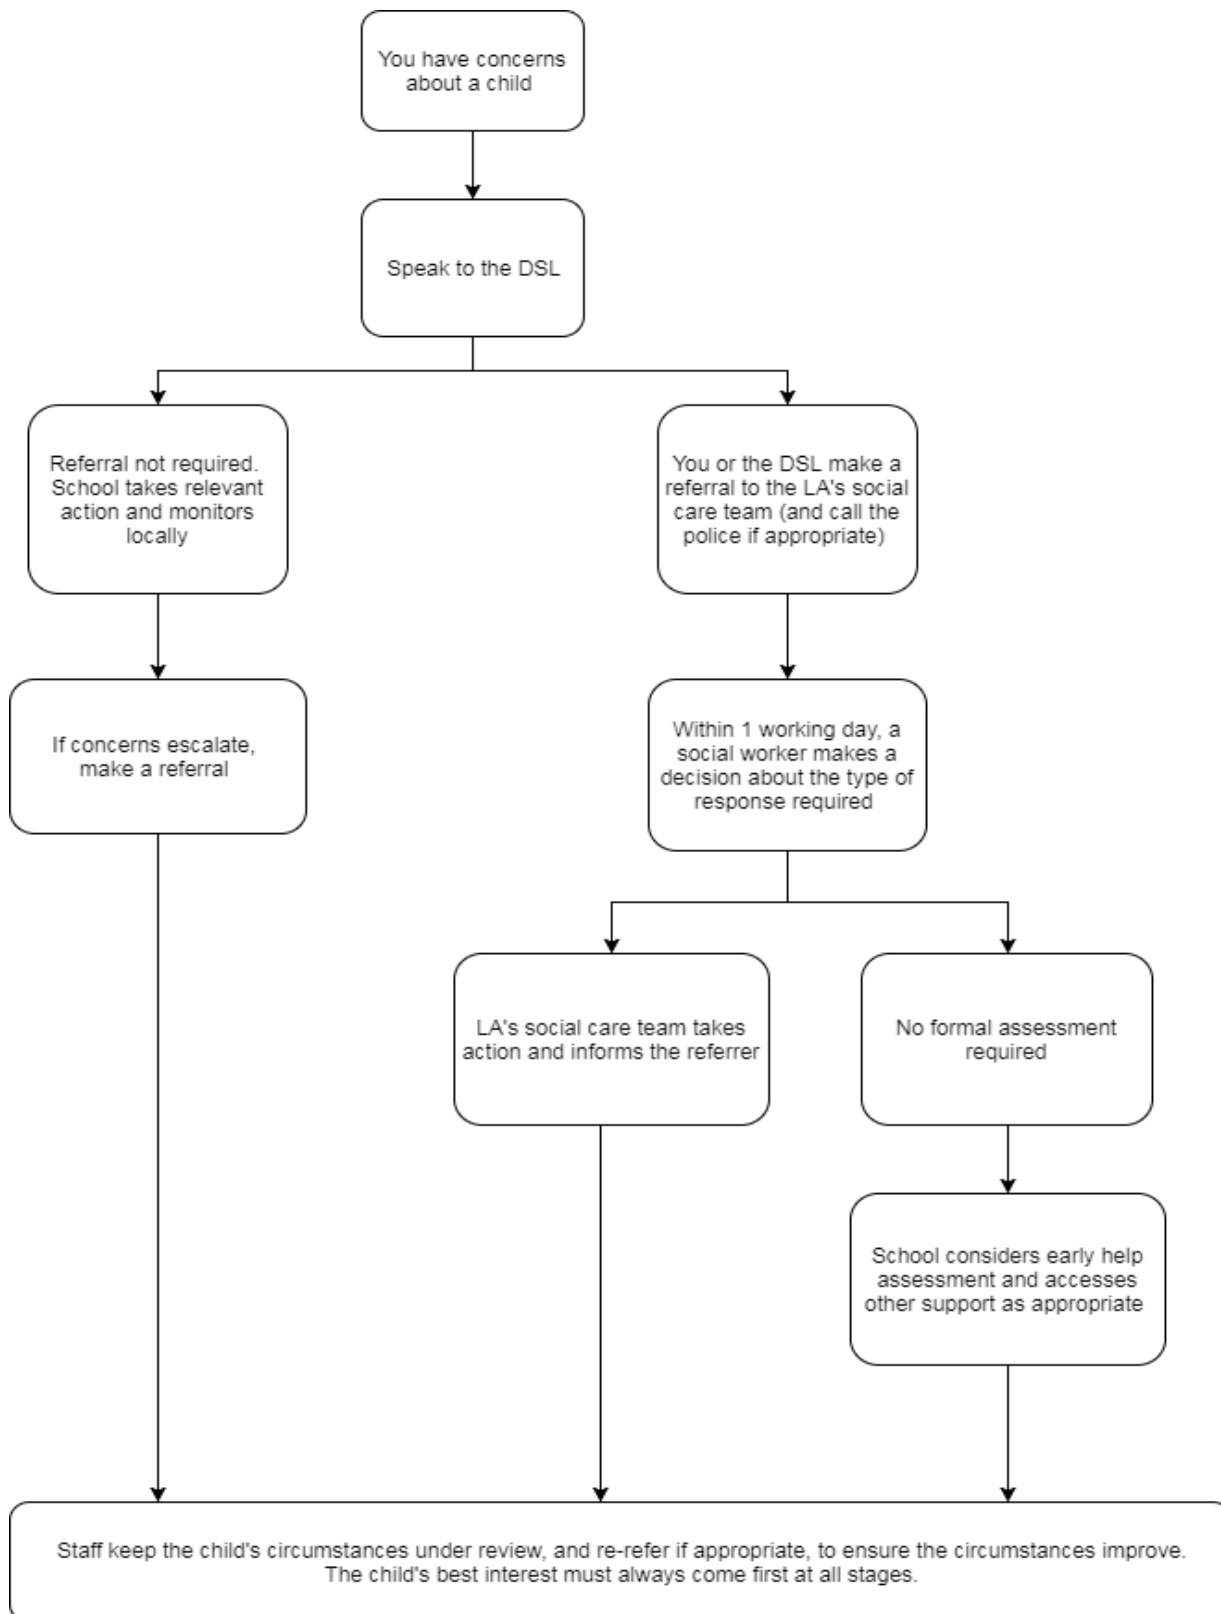 You have concerns
about a child
Speak to the DSL
Referral not required.
School takes relevant
action and monitors
locally
You or the DSL make a
referral to the LA's social
care team (and call the
police if appropriate)
If concerns escalate,
make a referral
Within 1 working day, a
social worker makes a
decision about the type of
response required
LA's social care team takes
action and informs the referrer
No formal assessment
required
School considers early help
assessment and accesses
other support as appropriate
Staff keep the child's circumstances under review, and re-refer if appropriate, to ensure the circumstances improve.
The child's best interest must always come first at all stages.